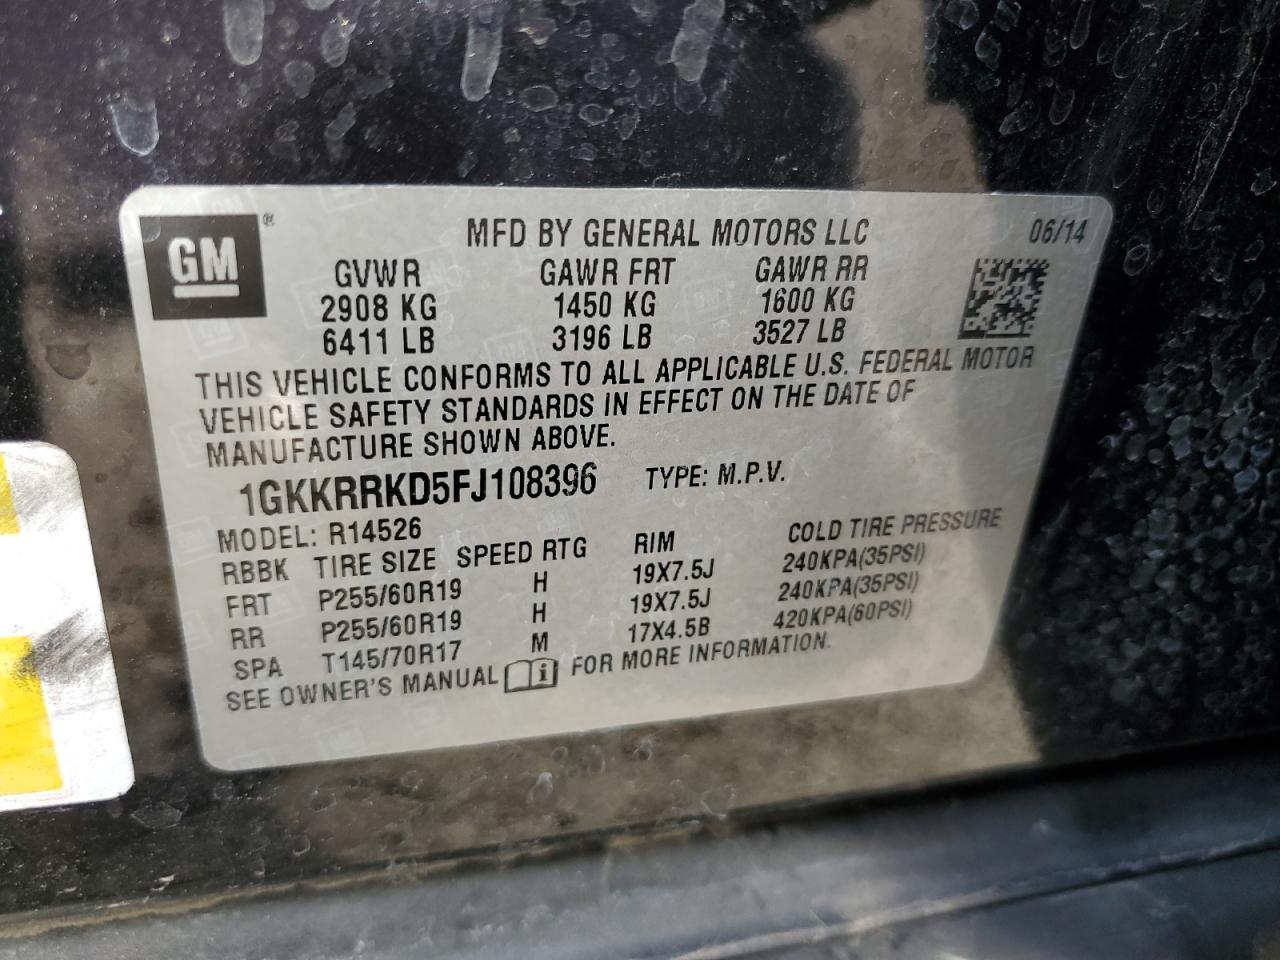 GM ®
MFD BY GENERAL MOTORS LLC 06/14
GVWR GAWR FRT GAWR RR
2908 KG 1450 KG 1600 KG
6411 LB 3196 LB 3527 LB
THIS VEHICLE CONFORMS TO ALL APPLICABLE U.S. FEDERAL MOTOR
VEHICLE SAFETY STANDARDS IN EFFECT ON THE DATE OF
MANUFACTURE SHOWN ABOVE.
1GKKRRKD5FJ108396 TYPE: M.P.V.
MODEL: R14526
RBBK TIRE SIZE SPEED RTG RIM COLD TIRE PRESSURE
FRT P255/60R19 H 19X7.5J 240KPA(35PSI)
RR P255/60R19 H 19X7.5J 240KPA(35PSI)
SPA T145/70R17 M 17X4.5B 420KPA(60PSI)
SEE OWNER'S MANUAL FOR MORE INFORMATION.